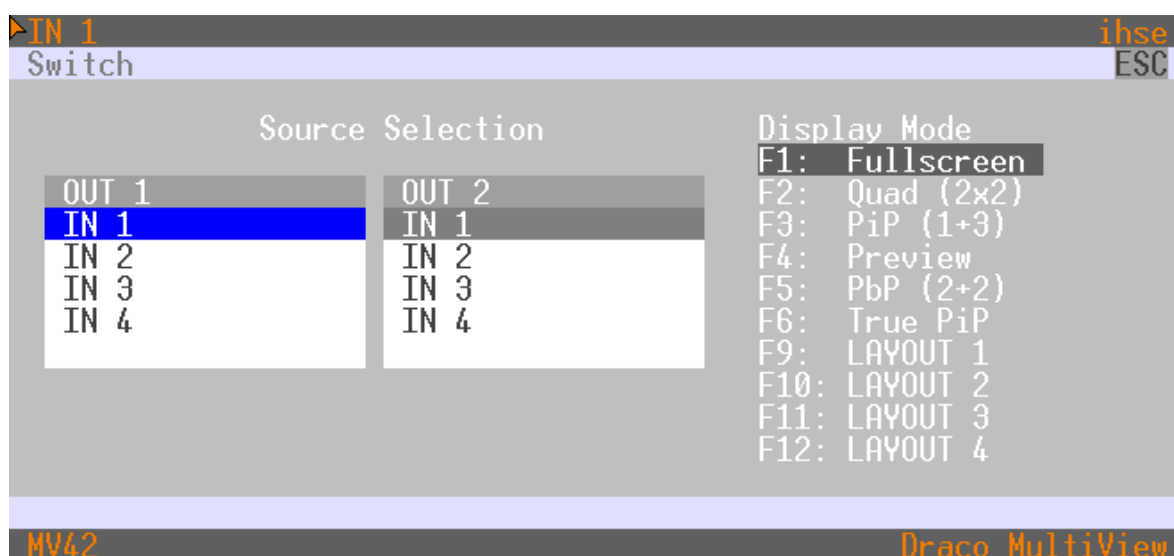 IN 1 ihse
Switch ESC
Source Selection
OUT 1
IN 1
IN 2
IN 3
IN 4
OUT 2
IN 1
IN 2
IN 3
IN 4
Display Mode
F1: Fullscreen
F2: Quad (2x2)
F3: PiP (1+3)
F4: Preview
F5: PbP (2+2)
F6: True PiP
F9: LAYOUT 1
F10: LAYOUT 2
F11: LAYOUT 3
F12: LAYOUT 4
MV42 Draco MultiView